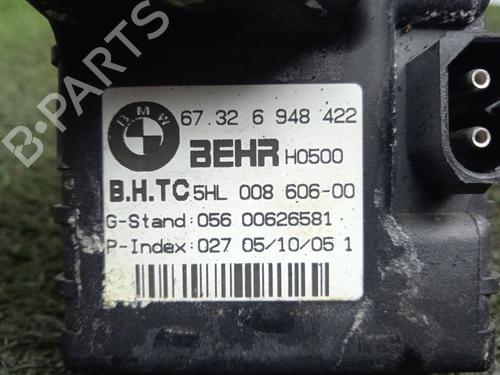 BMW
67.32 6 948 422
BEHR H0500
B.H.TC 5HL 008 606-00
G-Stand: 056 00626581
P-Index: 027 05/10/05 1
B-PARTS